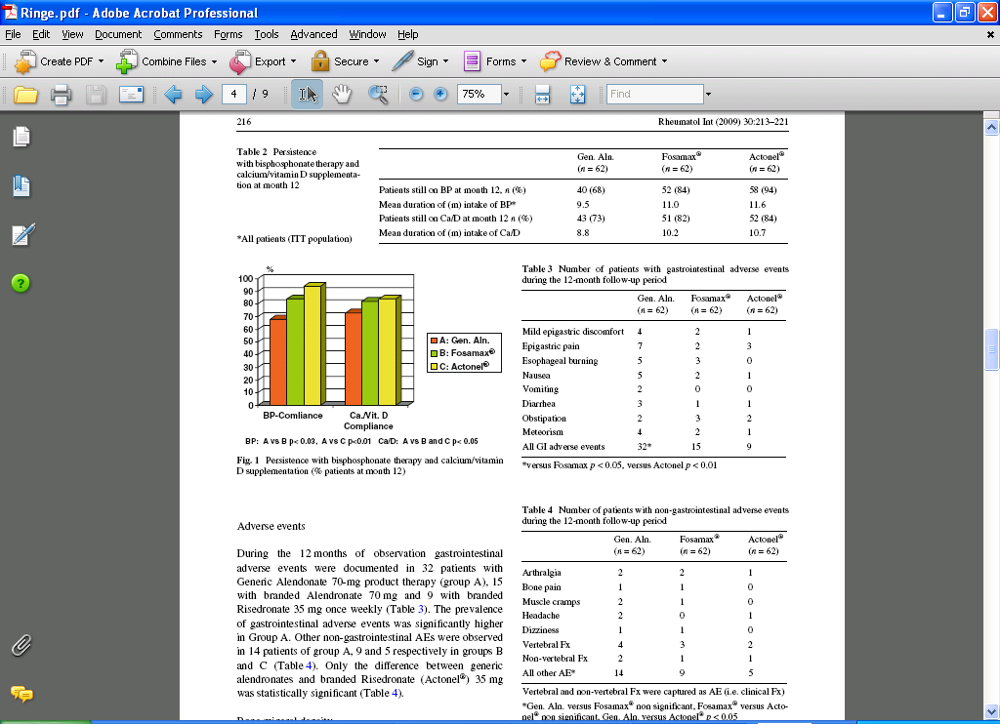 Ringe.pdf - Adobe Acrobat Professional
File Edit View Document Comments Forms Tools Advanced Window Help
Create PDF Combine Files Export Secure Sign Forms Review & Comment
4 / 9 75% Find
216 Rheumatol Int (2009) 30:213–221
Table 2 Persistence
with bisphosphonate therapy and
calcium/vitamin D supplementa-
tion at month 12
*All patients (ITT population)
Gen. Aln. Fosamax® Actonel®
(n = 62) (n = 62) (n = 62)
Patients still on BP at month 12, n (%) 40 (68) 52 (84) 58 (94)
Mean duration of (m) intake of BP* 9.5 11.0 11.6
Patients still on Ca/D at month 12 n (%) 43 (73) 51 (82) 52 (84)
Mean duration of (m) intake of Ca/D 8.8 10.2 10.7
%
100
90
80
70
60
50
40
30
20
10
0
BP-Comliance Ca./Vit. D
Compliance
A: Gen. Aln.
B: Fosamax®
C: Actonel®
BP: A vs B p< 0.03, A vs C p<0.01 Ca/D: A vs B and C p< 0.05
Fig. 1 Persistence with bisphosphonate therapy and calcium/vitamin
D supplementation (% patients at month 12)
Adverse events
During the 12 months of observation gastrointestinal
adverse events were documented in 32 patients with
Generic Alendonate 70-mg product therapy (group A), 15
with branded Alendronate 70 mg and 9 with branded
Risedronate 35 mg once weekly (Table 3). The prevalence
of gastrointestinal adverse events was significantly higher
in Group A. Other non-gastrointestinal AEs were observed
in 14 patients of group A, 9 and 5 respectively in groups B
and C (Table 4). Only the difference between generic
alendronates and branded Risedronate (Actonel®) 35 mg
was statistically significant (Table 4).
Bone mineral density
Table 3 Number of patients with gastrointestinal adverse events
during the 12-month follow-up period
Gen. Aln. Fosamax® Actonel®
(n = 62) (n = 62) (n = 62)
Mild epigastric discomfort 4 2 1
Epigastric pain 7 2 3
Esophageal burning 5 3 0
Nausea 5 2 1
Vomiting 2 0 0
Diarrhea 3 1 1
Obstipation 2 3 2
Meteorism 4 2 1
All GI adverse events 32* 15 9
*versus Fosamax p < 0.05, versus Actonel p < 0.01
Table 4 Number of patients with non-gastrointestinal adverse events
during the 12-month follow-up period
Gen. Aln. Fosamax® Actonel®
(n = 62) (n = 62) (n = 62)
Arthralgia 2 2 1
Bone pain 1 1 0
Muscle cramps 2 1 0
Headache 2 0 1
Dizziness 1 1 0
Vertebral Fx 4 3 2
Non-vertebral Fx 2 1 1
All other AE* 14 9 5
Vertebral and non-vertebral Fx were captured as AE (i.e. clinical Fx)
*Gen. Aln. versus Fosamax® non significant, Fosamax® versus Acto-
nel® non significant, Gen. Aln. versus Actonel® p < 0.05